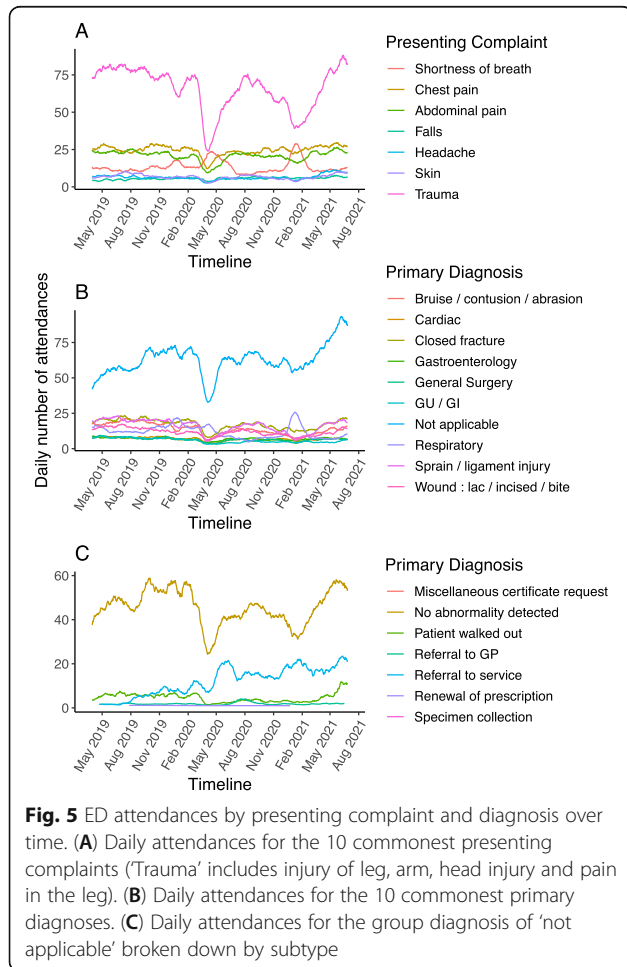 A
75
50
25
0
May 2019
Aug 2019
Nov 2019
Feb 2020
May 2020
Aug 2020
Nov 2020
Feb 2021
May 2021
Aug 2021
Timeline
Presenting Complaint
Shortness of breath
Chest pain
Abdominal pain
Falls
Headache
Skin
Trauma
Daily number of attendances
B
75
50
25
0
May 2019
Aug 2019
Nov 2019
Feb 2020
May 2020
Aug 2020
Nov 2020
Feb 2021
May 2021
Aug 2021
Timeline
Primary Diagnosis
Bruise / contusion / abrasion
Cardiac
Closed fracture
Gastroenterology
General Surgery
GU / GI
Not applicable
Respiratory
Sprain / ligament injury
Wound : lac / incised / bite
C
60
40
20
0
May 2019
Aug 2019
Nov 2019
Feb 2020
May 2020
Aug 2020
Nov 2020
Feb 2021
May 2021
Aug 2021
Timeline
Primary Diagnosis
Miscellaneous certificate request
No abnormality detected
Patient walked out
Referral to GP
Referral to service
Renewal of prescription
Specimen collection
Fig. 5 ED attendances by presenting complaint and diagnosis over
time. (A) Daily attendances for the 10 commonest presenting
complaints (‘Trauma’ includes injury of leg, arm, head injury and pain
in the leg). (B) Daily attendances for the 10 commonest primary
diagnoses. (C) Daily attendances for the group diagnosis of ‘not
applicable’ broken down by subtype